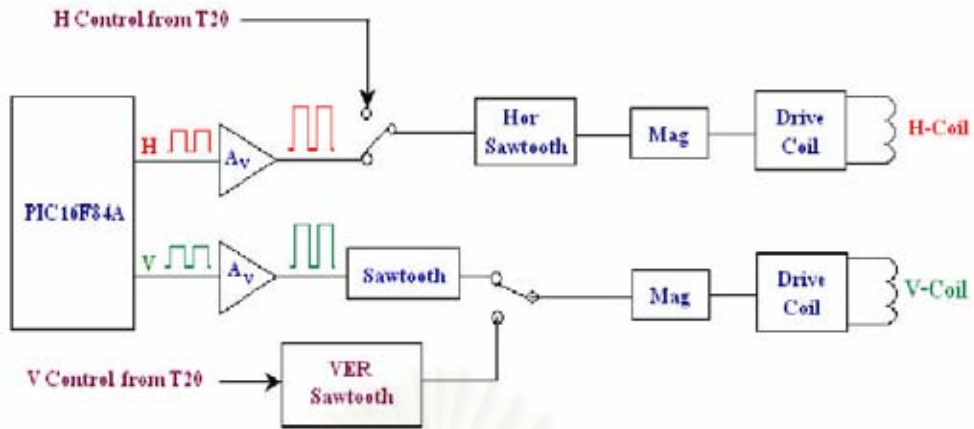 H Control from T20
H
Av
Hor
Sawtooth
Mag
Drive
Coil
H-Coil
PIC16F84A
V
Av
Sawtooth
Mag
Drive
Coil
V-Coil
V Control from T20
VER
Sawtooth